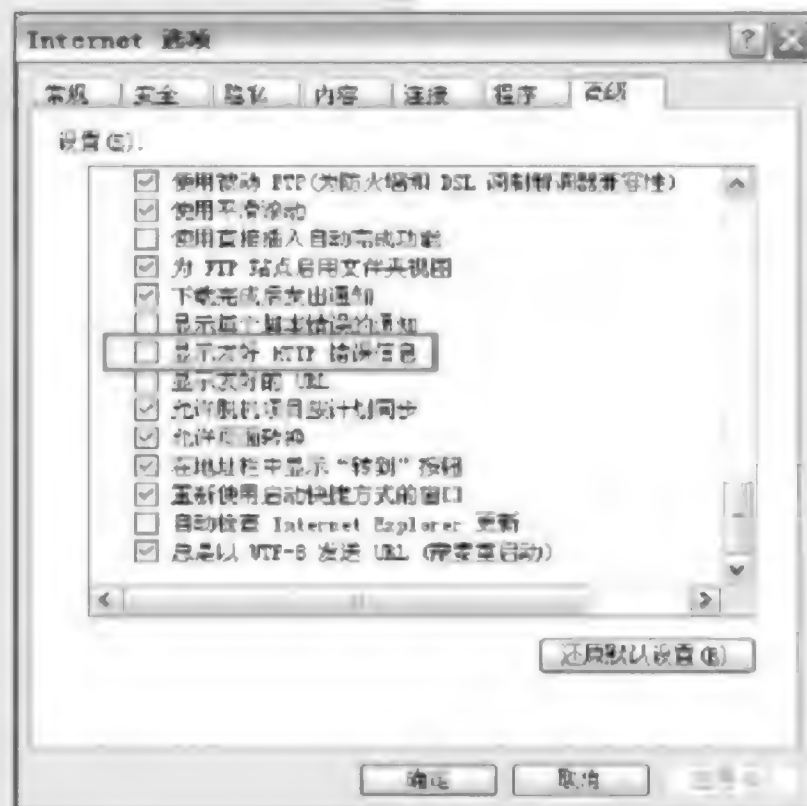 Internet 选项
常规 安全 隐私 内容 连接 程序 高级
设置(S):
使用被动 FTP(为防火墙和 DSL 调制解调器兼容性)
使用平滑滚动
使用直接插入自动完成功能
为 FTP 站点启用文件夹视图
下载完成后发出通知
显示每个脚本错误的通知
显示友好 HTTP 错误信息
显示友好的 URL
允许脱机项目按计划同步
允许页面转换
在地址栏中显示“转到”按钮
重新使用启动快捷方式的窗口
自动检查 Internet Explorer 更新
总是以 UTF-8 发送 URL (需要重启动)
还原默认设置(R)
确定 取消